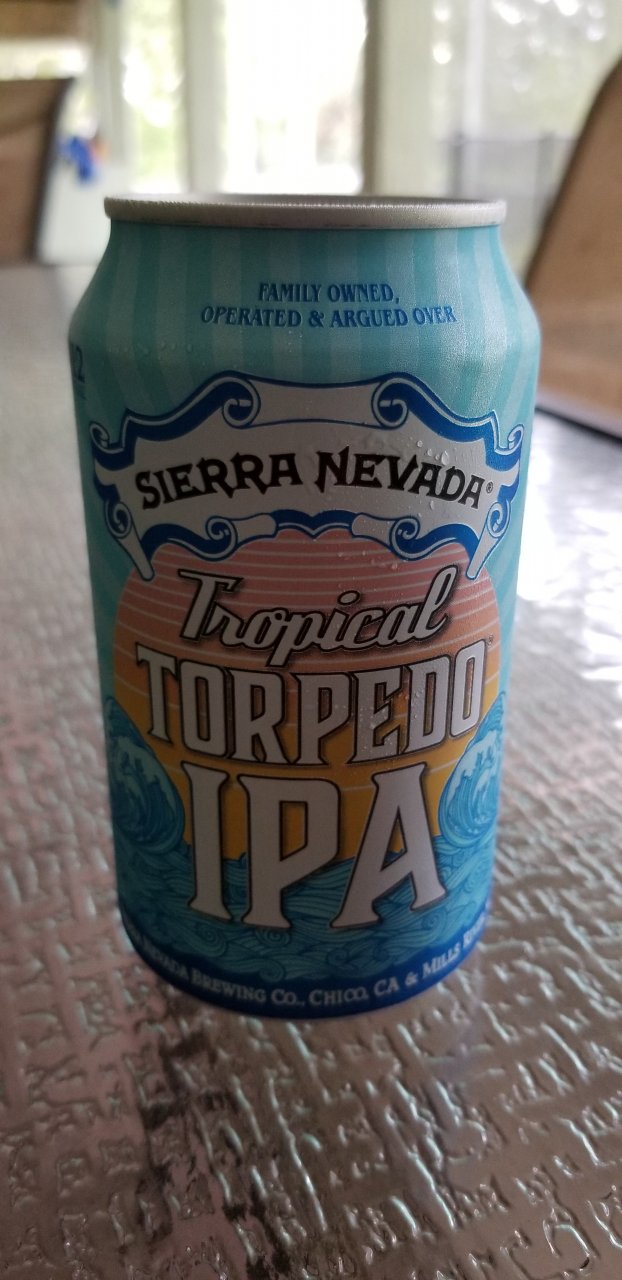 FAMILY OWNED,
OPERATED & ARGUED OVER
SIERRA NEVADA®
Tropical
TORPEDO
IPA
NEVADA BREWING CO., CHICO, CA & MILLS